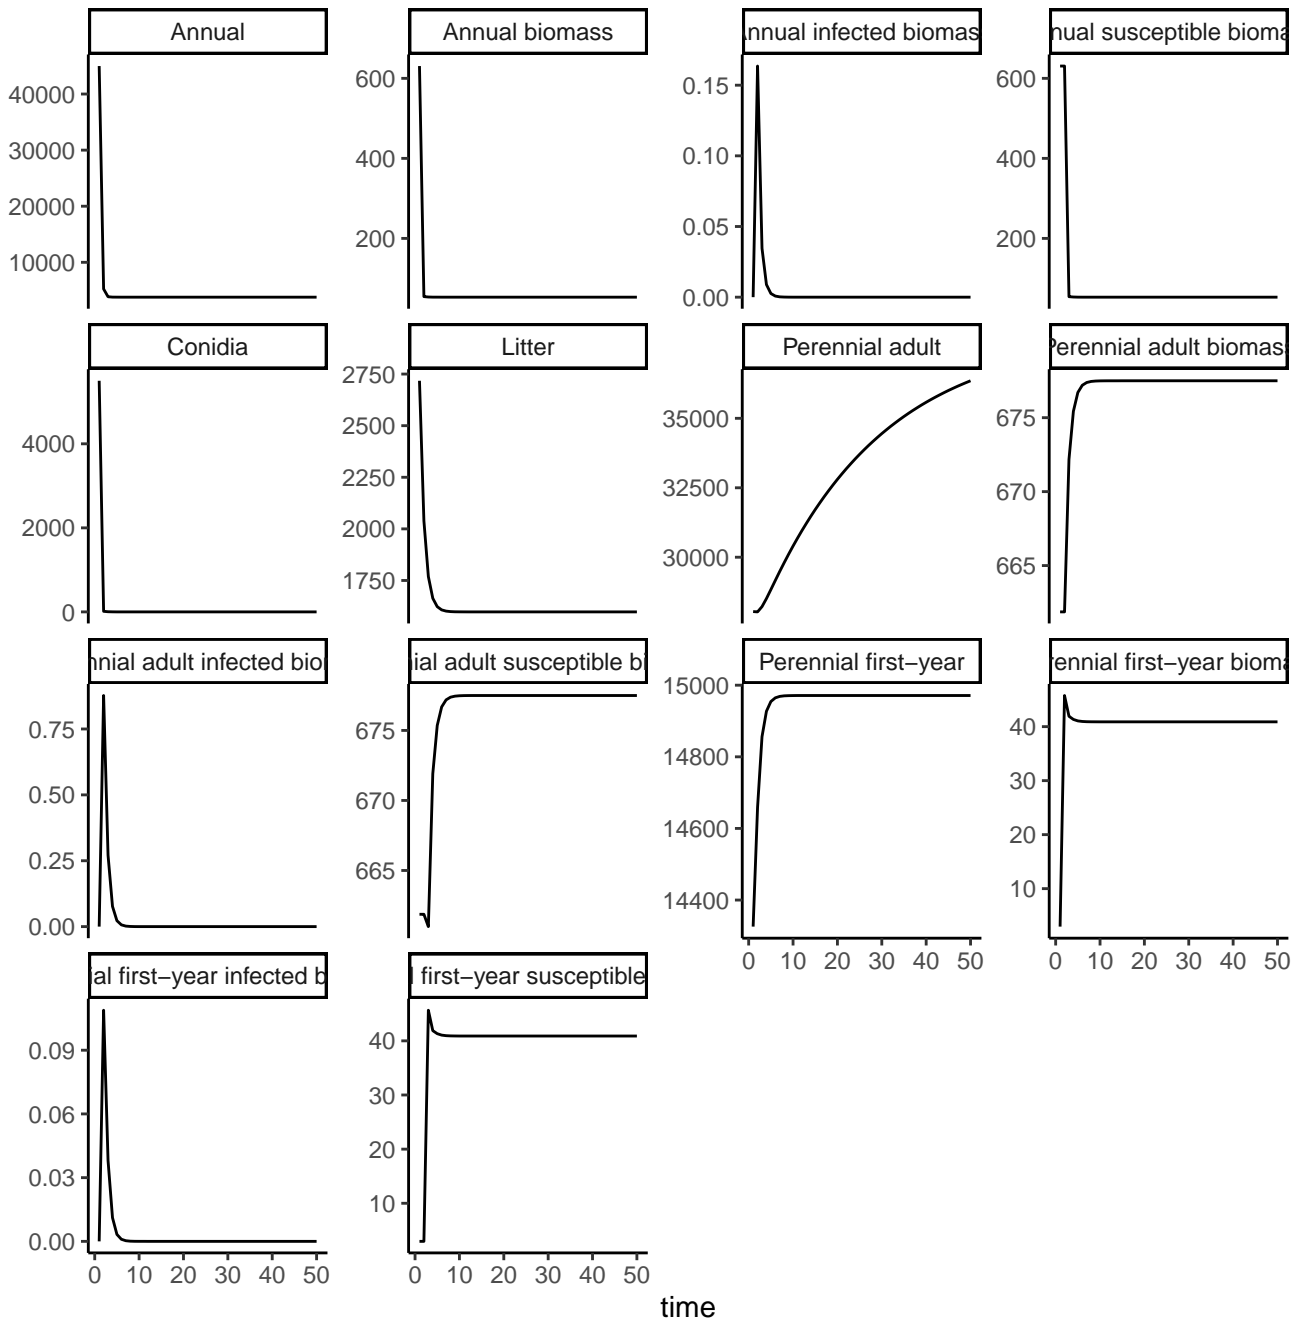 Annual
Annual biomass
Annual infected biomas
nual susceptible bioma
40000
30000
20000
10000
600
400
200
0.15
0.10
0.05
0.00
600
400
200
Conidia
Litter
Perennial adult
Perennial adult biomas
4000
2000
0
2750
2500
2250
2000
1750
35000
32500
30000
675
670
665
nnial adult infected bio
ial adult susceptible bi
Perennial first−year
rennial first−year bioma
0.75
0.50
0.25
0.00
675
670
665
15000
14800
14600
14400
40
30
20
10
0 10 20 30 40 50
0 10 20 30 40 50
ial first−year infected b
l first−year susceptible
0.09
0.06
0.03
0.00
40
30
20
10
0 10 20 30 40 50
0 10 20 30 40 50
time